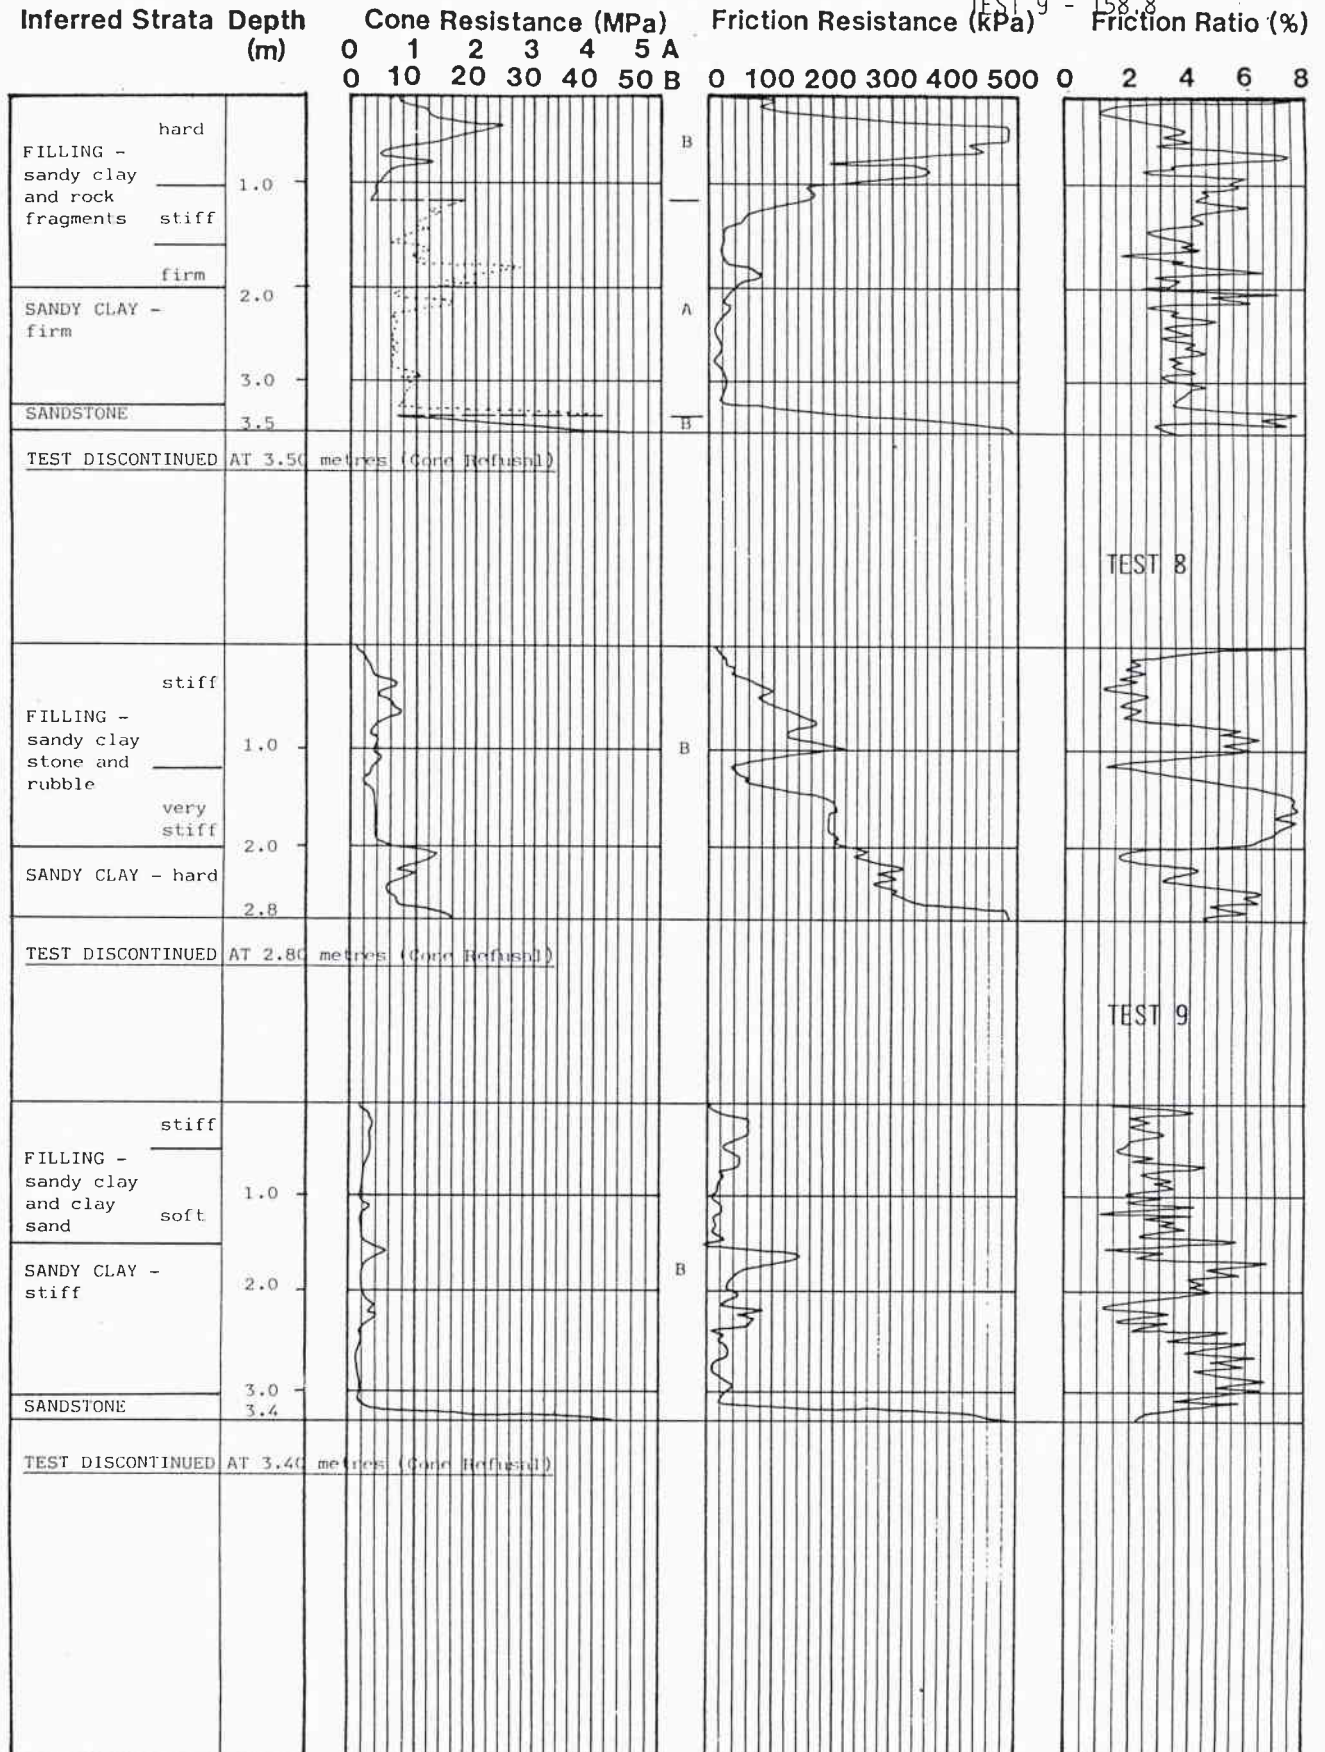 TEST 9 - 158.8
Inferred Strata Depth (m) Cone Resistance (MPa) Friction Resistance (kPa) Friction Ratio (%)
0 1 2 3 4 5 A
0 10 20 30 40 50 B 0 100 200 300 400 500 0 2 4 6 8
hard
FILLING -
sandy clay
and rock
fragments
1.0
stiff
firm
B
2.0
SANDY CLAY -
firm
A
3.0
SANDSTONE
3.5
B
TEST DISCONTINUED AT 3.50 metres (Cone Refusal)
TEST 8
stiff
FILLING -
sandy clay
stone and
rubble
1.0
B
very
stiff
2.0
SANDY CLAY - hard
2.8
TEST DISCONTINUED AT 2.80 metres (Cone Refusal)
TEST 9
stiff
FILLING -
sandy clay
and clay
sand
1.0
soft
SANDY CLAY -
stiff
B
2.0
3.0
SANDSTONE
3.4
TEST DISCONTINUED AT 3.40 metres (Cone Refusal)